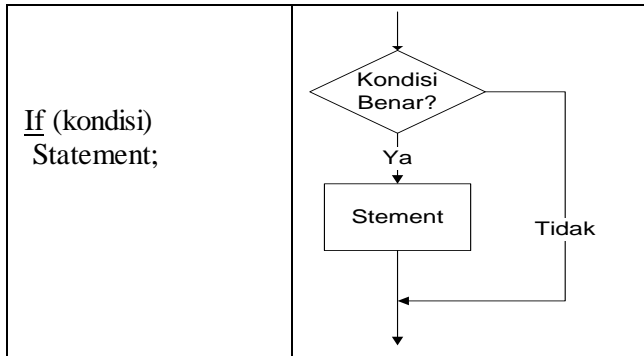 If (kondisi)
Statement;
Kondisi
Benar?
Ya
Stement
Tidak